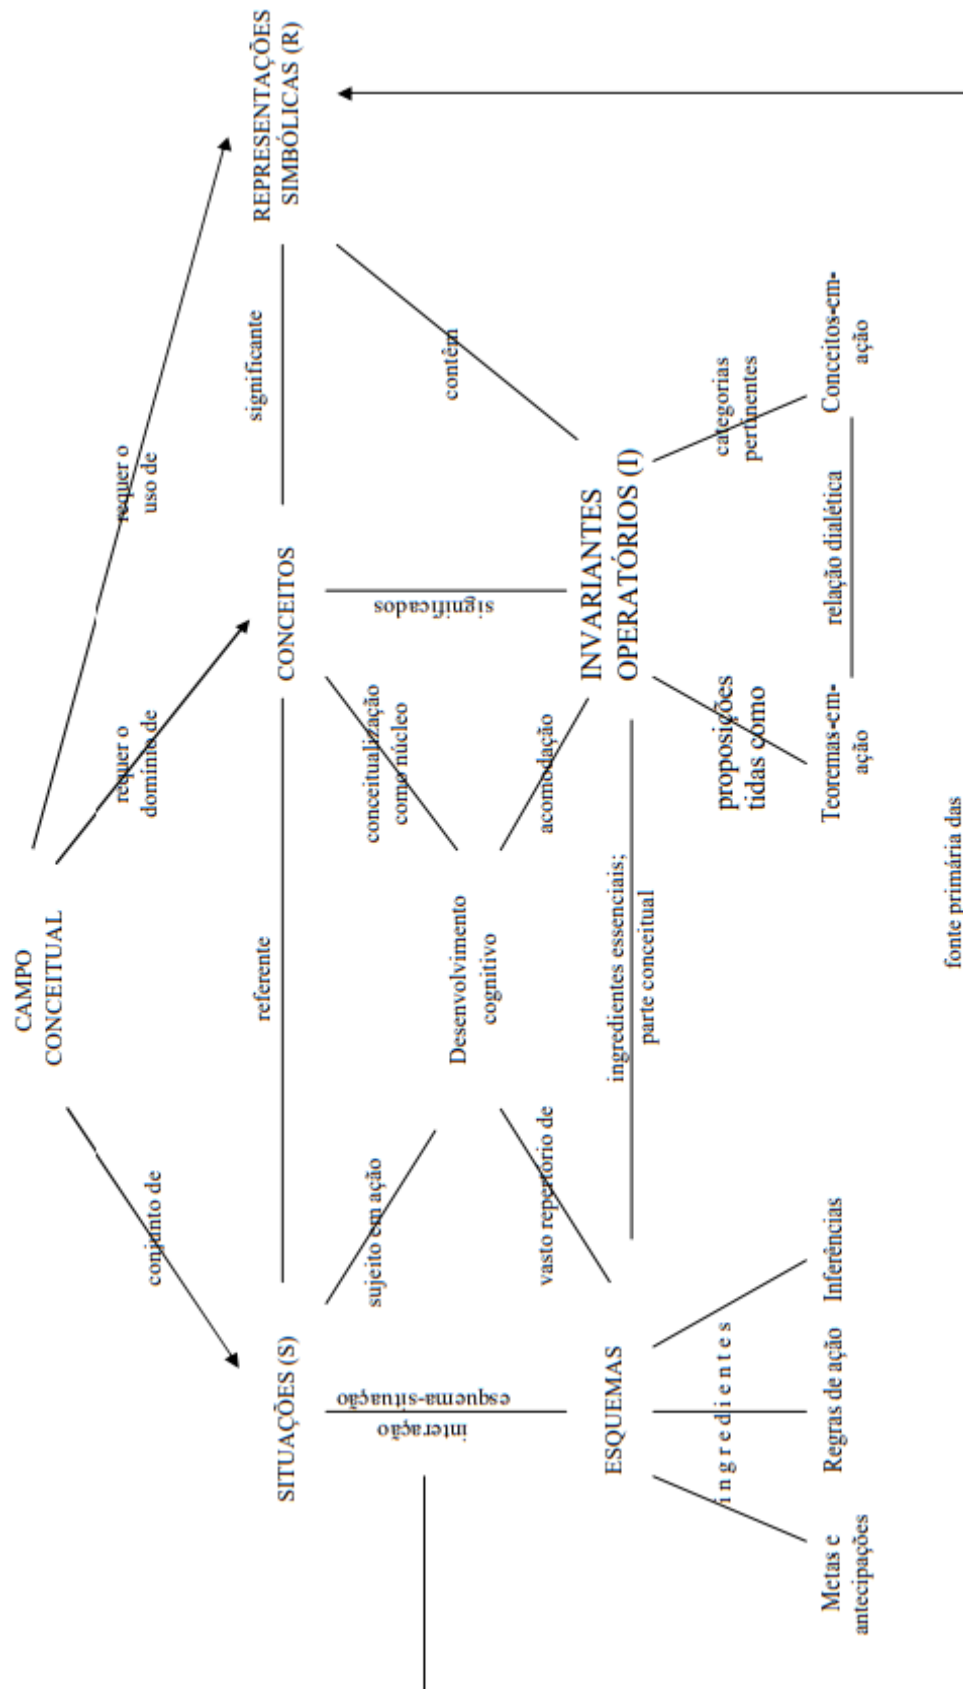 CAMPO
CONCEITUAL
conjunto de
requer o
domínio de
requer o
uso de
SITUAÇÕES (S)
referente
CONCEITOS
significante
REPRESENTAÇÕES
SIMBÓLICAS (R)
interação
esquema-situação
sujeito em ação
Desenvolvimento
cognitivo
conceitualização
como núcleo
significados
contêm
vasto repertório de
acomodação
ESQUEMAS
ingredientes essenciais;
parte conceitual
INVARIANTES
OPERATÓRIOS (I)
i n g r e d i e n t e s
proposições
tidas como
categorias
pertinentes
Metas e
antecipações
Regras de ação
Inferências
Teoremas-em-
ação
relação dialética
Conceitos-em-
ação
fonte primária das